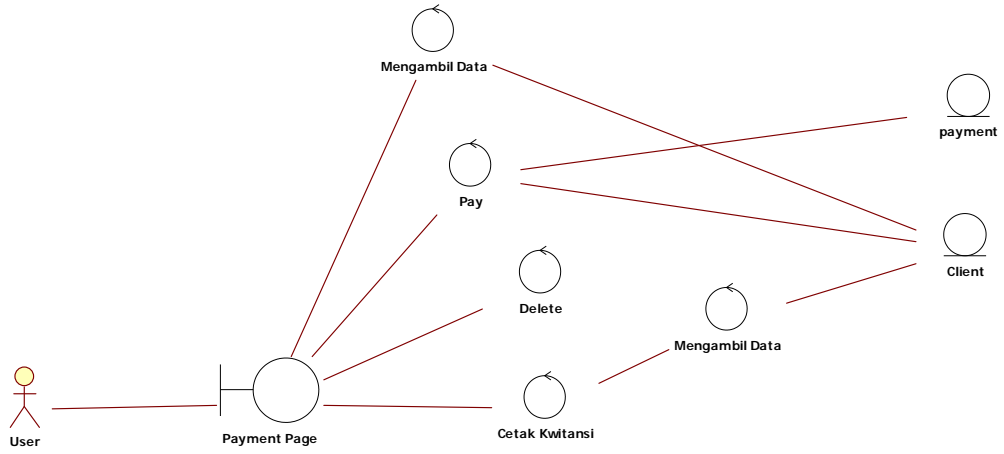 Mengambil Data
payment
Pay
Client
Delete
Mengambil Data
Cetak Kwitansi
Payment Page
User